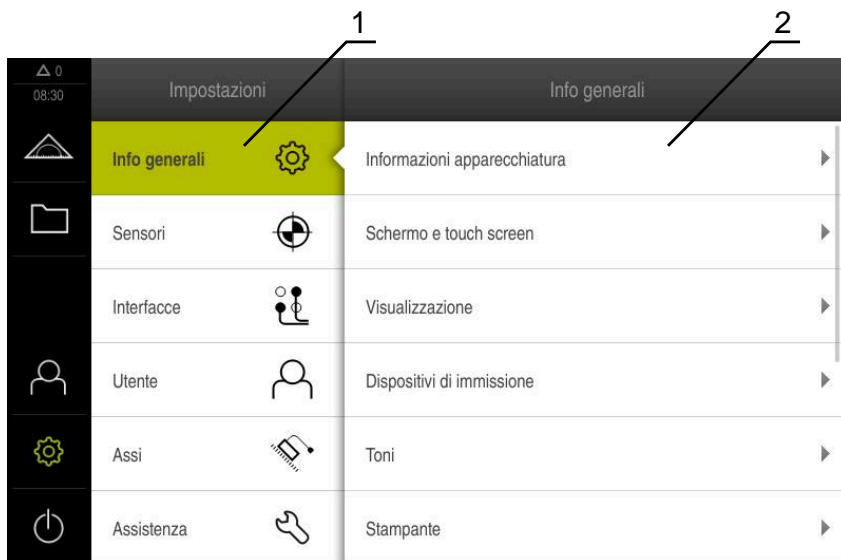 1
2
0
08:30
Impostazioni
Info generali
Info generali
Sensori
Interfacce
Utente
Assi
Assistenza
Informazioni apparecchiatura
Schermo e touch screen
Visualizzazione
Dispositivi di immissione
Toni
Stampante